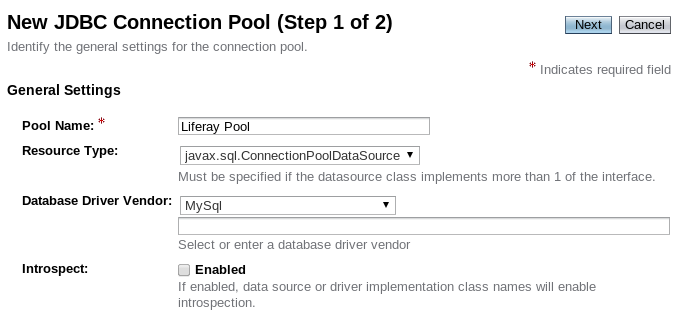 New JDBC Connection Pool (Step 1 of 2)
Next Cancel
Identify the general settings for the connection pool.
* Indicates required field
General Settings
Pool Name: * Liferay Pool
Resource Type: javax.sql.ConnectionPoolDataSource
Must be specified if the datasource class implements more than 1 of the interface.
Database Driver Vendor: MySql
Select or enter a database driver vendor
Introspect: Enabled
If enabled, data source or driver implementation class names will enable
introspection.